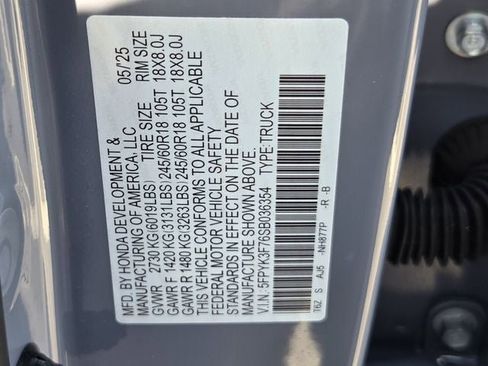 MFD. BY HONDA DEVELOPMENT & 05/'25
MANUFACTURING OF AMERICA, LLC
TIRE SIZE RIM SIZE
GVWR 2730 KG(6019LBS)
GAWR F 1420 KG(3131LBS) 245/60R18 105T 18X8.0J
GAWR R 1480 KG(3263LBS) 245/60R18 105T 18X8.0J
THIS VEHICLE CONFORMS TO ALL APPLICABLE
FEDERAL MOTOR VEHICLE SAFETY
STANDARDS IN EFFECT ON THE DATE OF
MANUFACTURE SHOWN ABOVE.
V.I.N.: 5FPYK3F76SB036354 TYPE:TRUCK
T6Z S AJ5 -NH877P -R -B